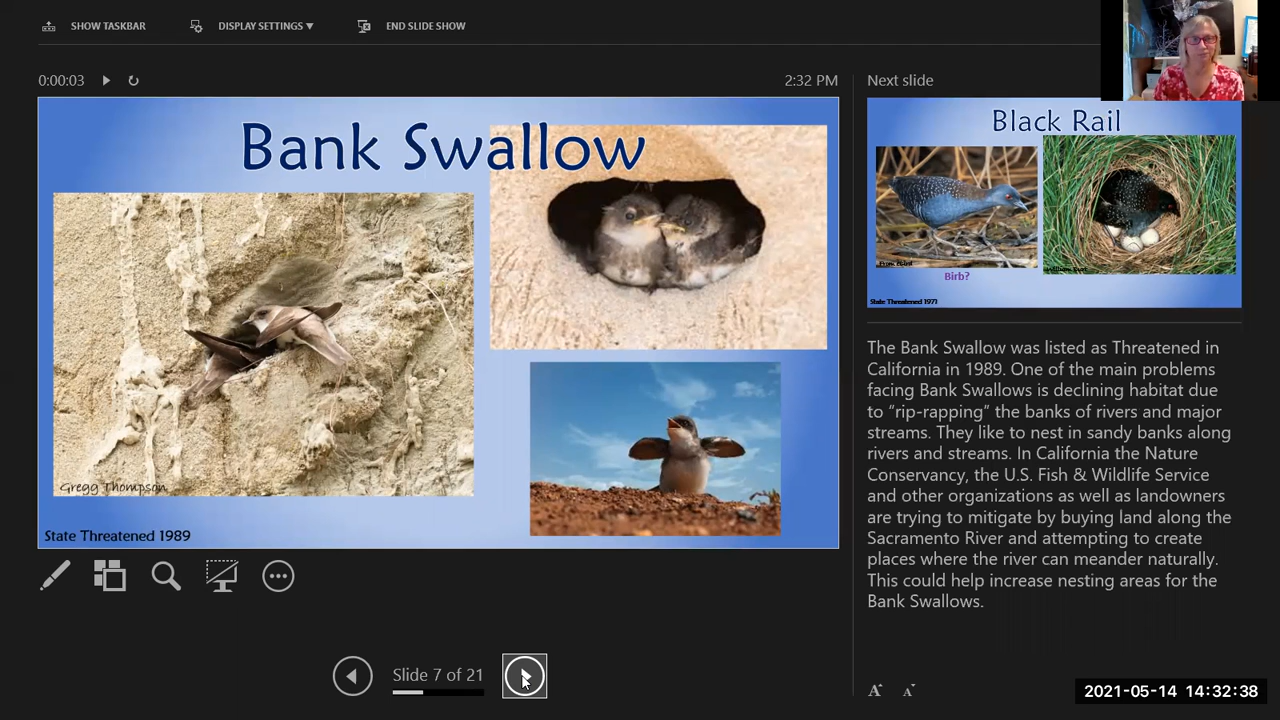 SHOW TASKBAR
DISPLAY SETTINGS ▼
END SLIDE SHOW
0:00:03
2:32 PM
Next slide
Bank Swallow
Gregg Thompson
State Threatened 1989
Black Rail
Birb?
State Threatened 1971
The Bank Swallow was listed as Threatened in
California in 1989. One of the main problems
facing Bank Swallows is declining habitat due
to “rip-rapping” the banks of rivers and major
streams. They like to nest in sandy banks along
rivers and streams. In California the Nature
Conservancy, the U.S. Fish & Wildlife Service
and other organizations as well as landowners
are trying to mitigate by buying land along the
Sacramento River and attempting to create
places where the river can meander naturally.
This could help increase nesting areas for the
Bank Swallows.
Slide 7 of 21
A A
2021-05-14 14:32:38